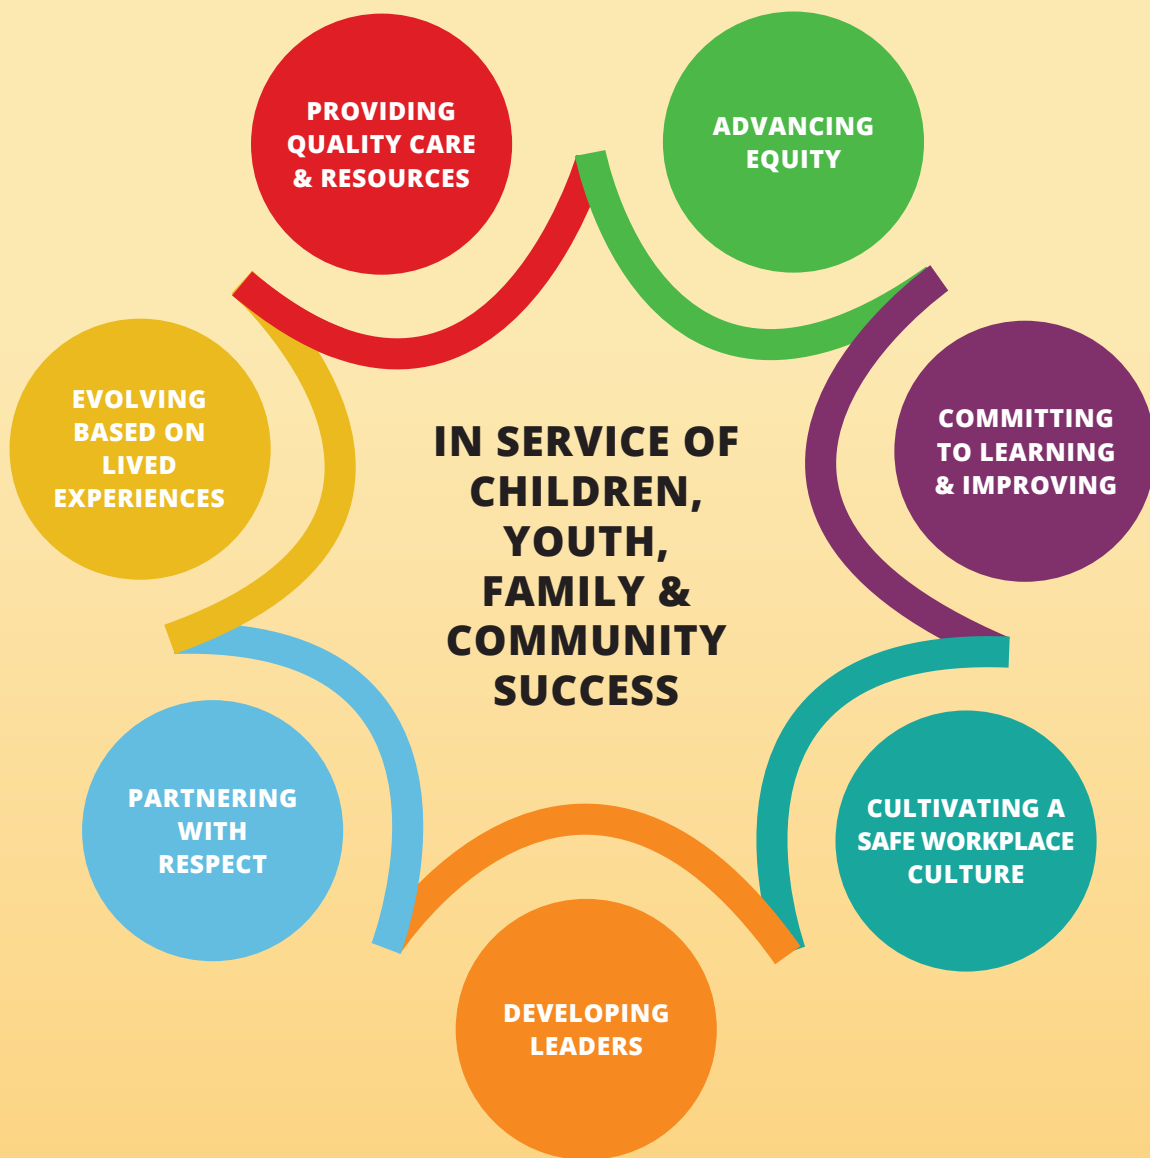 PROVIDING
QUALITY CARE
& RESOURCES
ADVANCING
EQUITY
EVOLVING
BASED ON
LIVED
EXPERIENCES
COMMITTING
TO LEARNING
& IMPROVING
IN SERVICE OF
CHILDREN,
YOUTH,
FAMILY &
COMMUNITY
SUCCESS
PARTNERING
WITH
RESPECT
CULTIVATING A
SAFE WORKPLACE
CULTURE
DEVELOPING
LEADERS